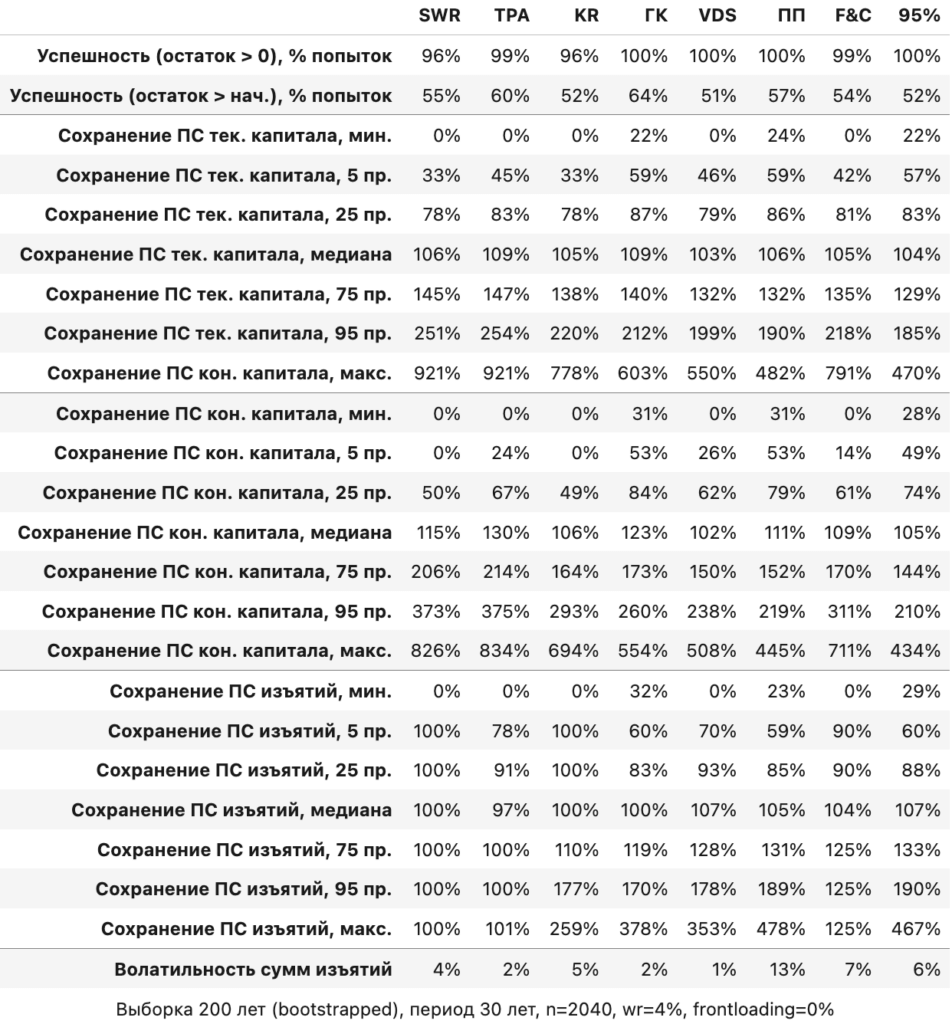 SWR TPA KR ГК VDS ПП F&C 95%
Успешность (остаток > 0), % попыток 96% 99% 96% 100% 100% 100% 99% 100%
Успешность (остаток > нач.), % попыток 55% 60% 52% 64% 51% 57% 54% 52%
Сохранение ПС тек. капитала, мин. 0% 0% 0% 22% 0% 24% 0% 22%
Сохранение ПС тек. капитала, 5 пр. 33% 45% 33% 59% 46% 59% 42% 57%
Сохранение ПС тек. капитала, 25 пр. 78% 83% 78% 87% 79% 86% 81% 83%
Сохранение ПС тек. капитала, медиана 106% 109% 105% 109% 103% 106% 105% 104%
Сохранение ПС тек. капитала, 75 пр. 145% 147% 138% 140% 132% 132% 135% 129%
Сохранение ПС тек. капитала, 95 пр. 251% 254% 220% 212% 199% 190% 218% 185%
Сохранение ПС кон. капитала, макс. 921% 921% 778% 603% 550% 482% 791% 470%
Сохранение ПС кон. капитала, мин. 0% 0% 0% 31% 0% 31% 0% 28%
Сохранение ПС кон. капитала, 5 пр. 0% 24% 0% 53% 26% 53% 14% 49%
Сохранение ПС кон. капитала, 25 пр. 50% 67% 49% 84% 62% 79% 61% 74%
Сохранение ПС кон. капитала, медиана 115% 130% 106% 123% 102% 111% 109% 105%
Сохранение ПС кон. капитала, 75 пр. 206% 214% 164% 173% 150% 152% 170% 144%
Сохранение ПС кон. капитала, 95 пр. 373% 375% 293% 260% 238% 219% 311% 210%
Сохранение ПС кон. капитала, макс. 826% 834% 694% 554% 508% 445% 711% 434%
Сохранение ПС изъятий, мин. 0% 0% 0% 32% 0% 23% 0% 29%
Сохранение ПС изъятий, 5 пр. 100% 78% 100% 60% 70% 59% 90% 60%
Сохранение ПС изъятий, 25 пр. 100% 91% 100% 83% 93% 85% 90% 88%
Сохранение ПС изъятий, медиана 100% 97% 100% 100% 107% 105% 104% 107%
Сохранение ПС изъятий, 75 пр. 100% 100% 110% 119% 128% 131% 125% 133%
Сохранение ПС изъятий, 95 пр. 100% 100% 177% 170% 178% 189% 125% 190%
Сохранение ПС изъятий, макс. 100% 101% 259% 378% 353% 478% 125% 467%
Волатильность сумм изъятий 4% 2% 5% 2% 1% 13% 7% 6%
Выборка 200 лет (bootstrapped), период 30 лет, n=2040, wr=4%, frontloading=0%